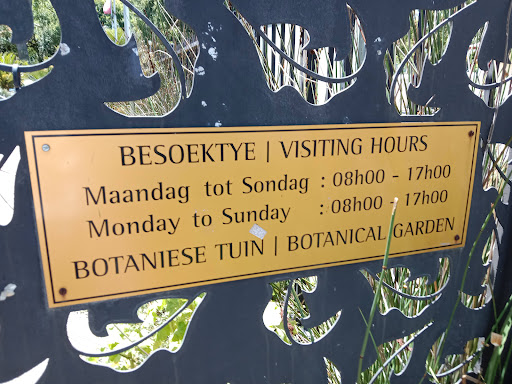 BESOEKTYE | VISITING HOURS
Maandag tot Sondag : 08h00 - 17h00
Monday to Sunday : 08h00 - 17h00
BOTANIESE TUIN | BOTANICAL GARDEN